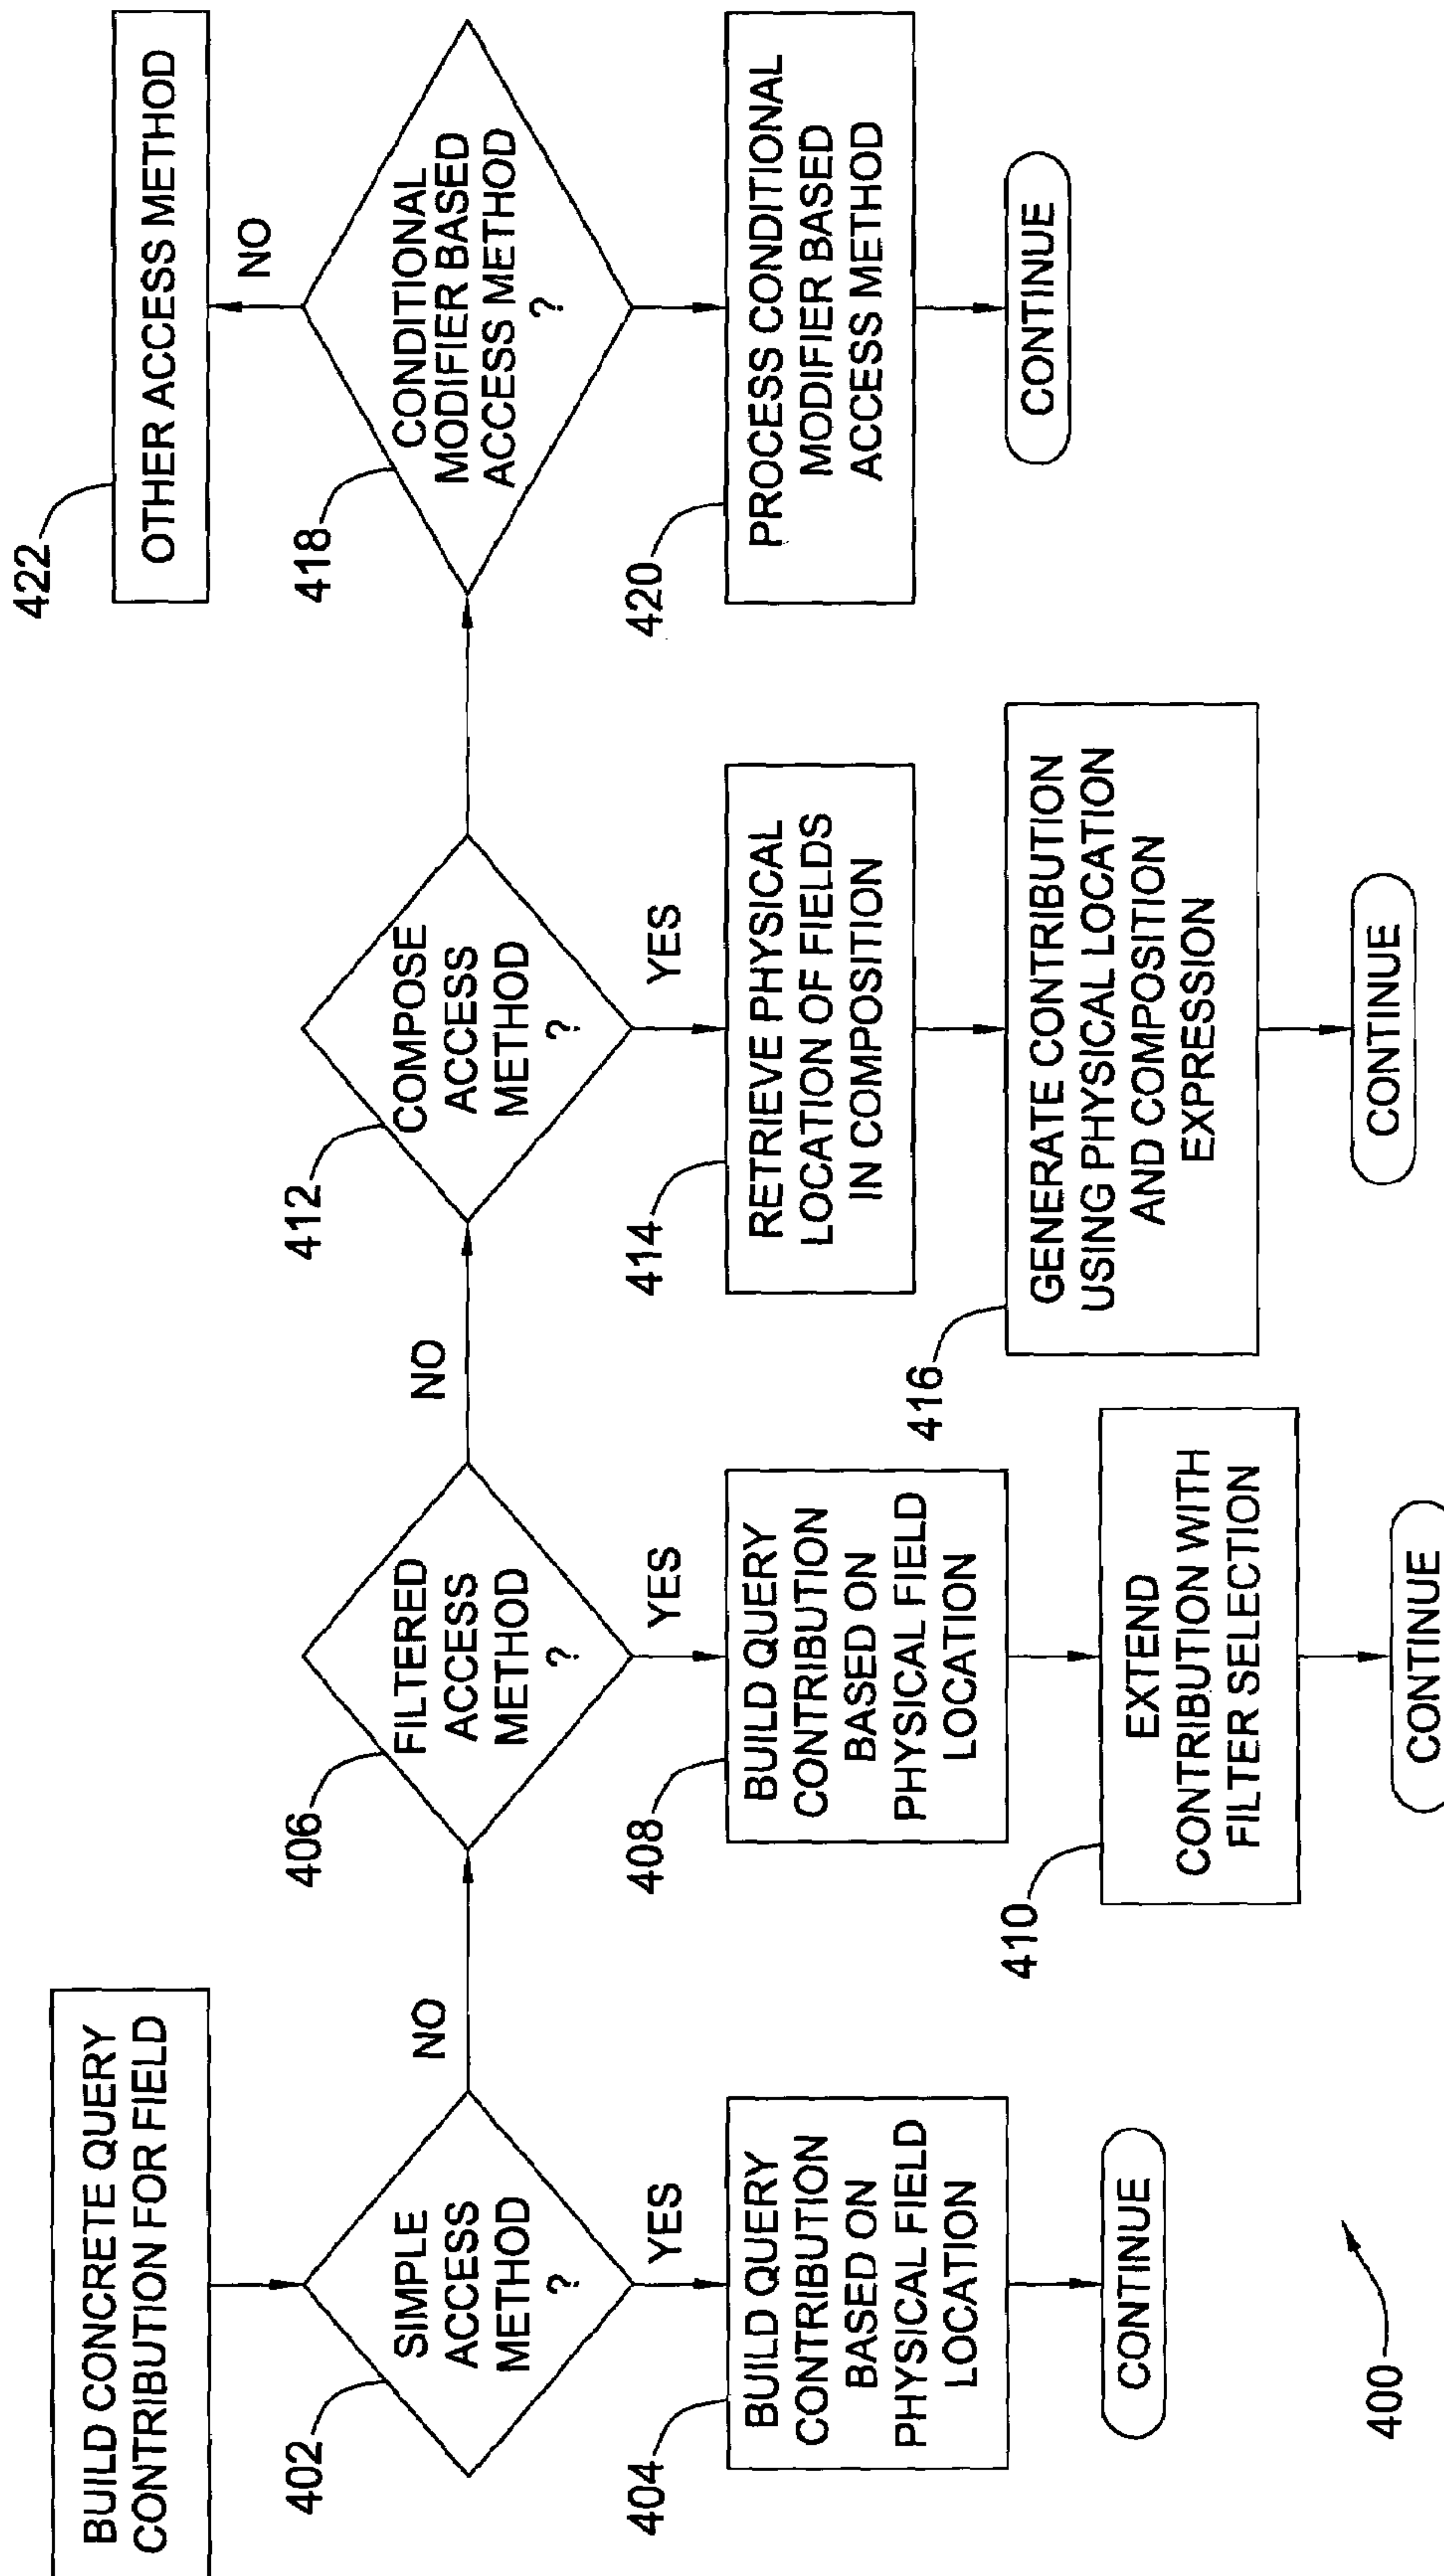 BUILD CONCRETE QUERY
CONTRIBUTION FOR FIELD
402
SIMPLE
ACCESS
METHOD
?
NO
YES
404
BUILD QUERY
CONTRIBUTION
BASED ON
PHYSICAL FIELD
LOCATION
CONTINUE
406
FILTERED
ACCESS
METHOD
?
NO
YES
408
BUILD QUERY
CONTRIBUTION
BASED ON
PHYSICAL FIELD
LOCATION
410
EXTEND
CONTRIBUTION WITH
FILTER SELECTION
CONTINUE
412
COMPOSE
ACCESS
METHOD
?
YES
414
RETRIEVE PHYSICAL
LOCATION OF FIELDS
IN COMPOSITION
416
GENERATE CONTRIBUTION
USING PHYSICAL LOCATION
AND COMPOSITION
EXPRESSION
CONTINUE
422
OTHER ACCESS METHOD
NO
418
CONDITIONAL
MODIFIER BASED
ACCESS METHOD
?
420
PROCESS CONDITIONAL
MODIFIER BASED
ACCESS METHOD
CONTINUE
400